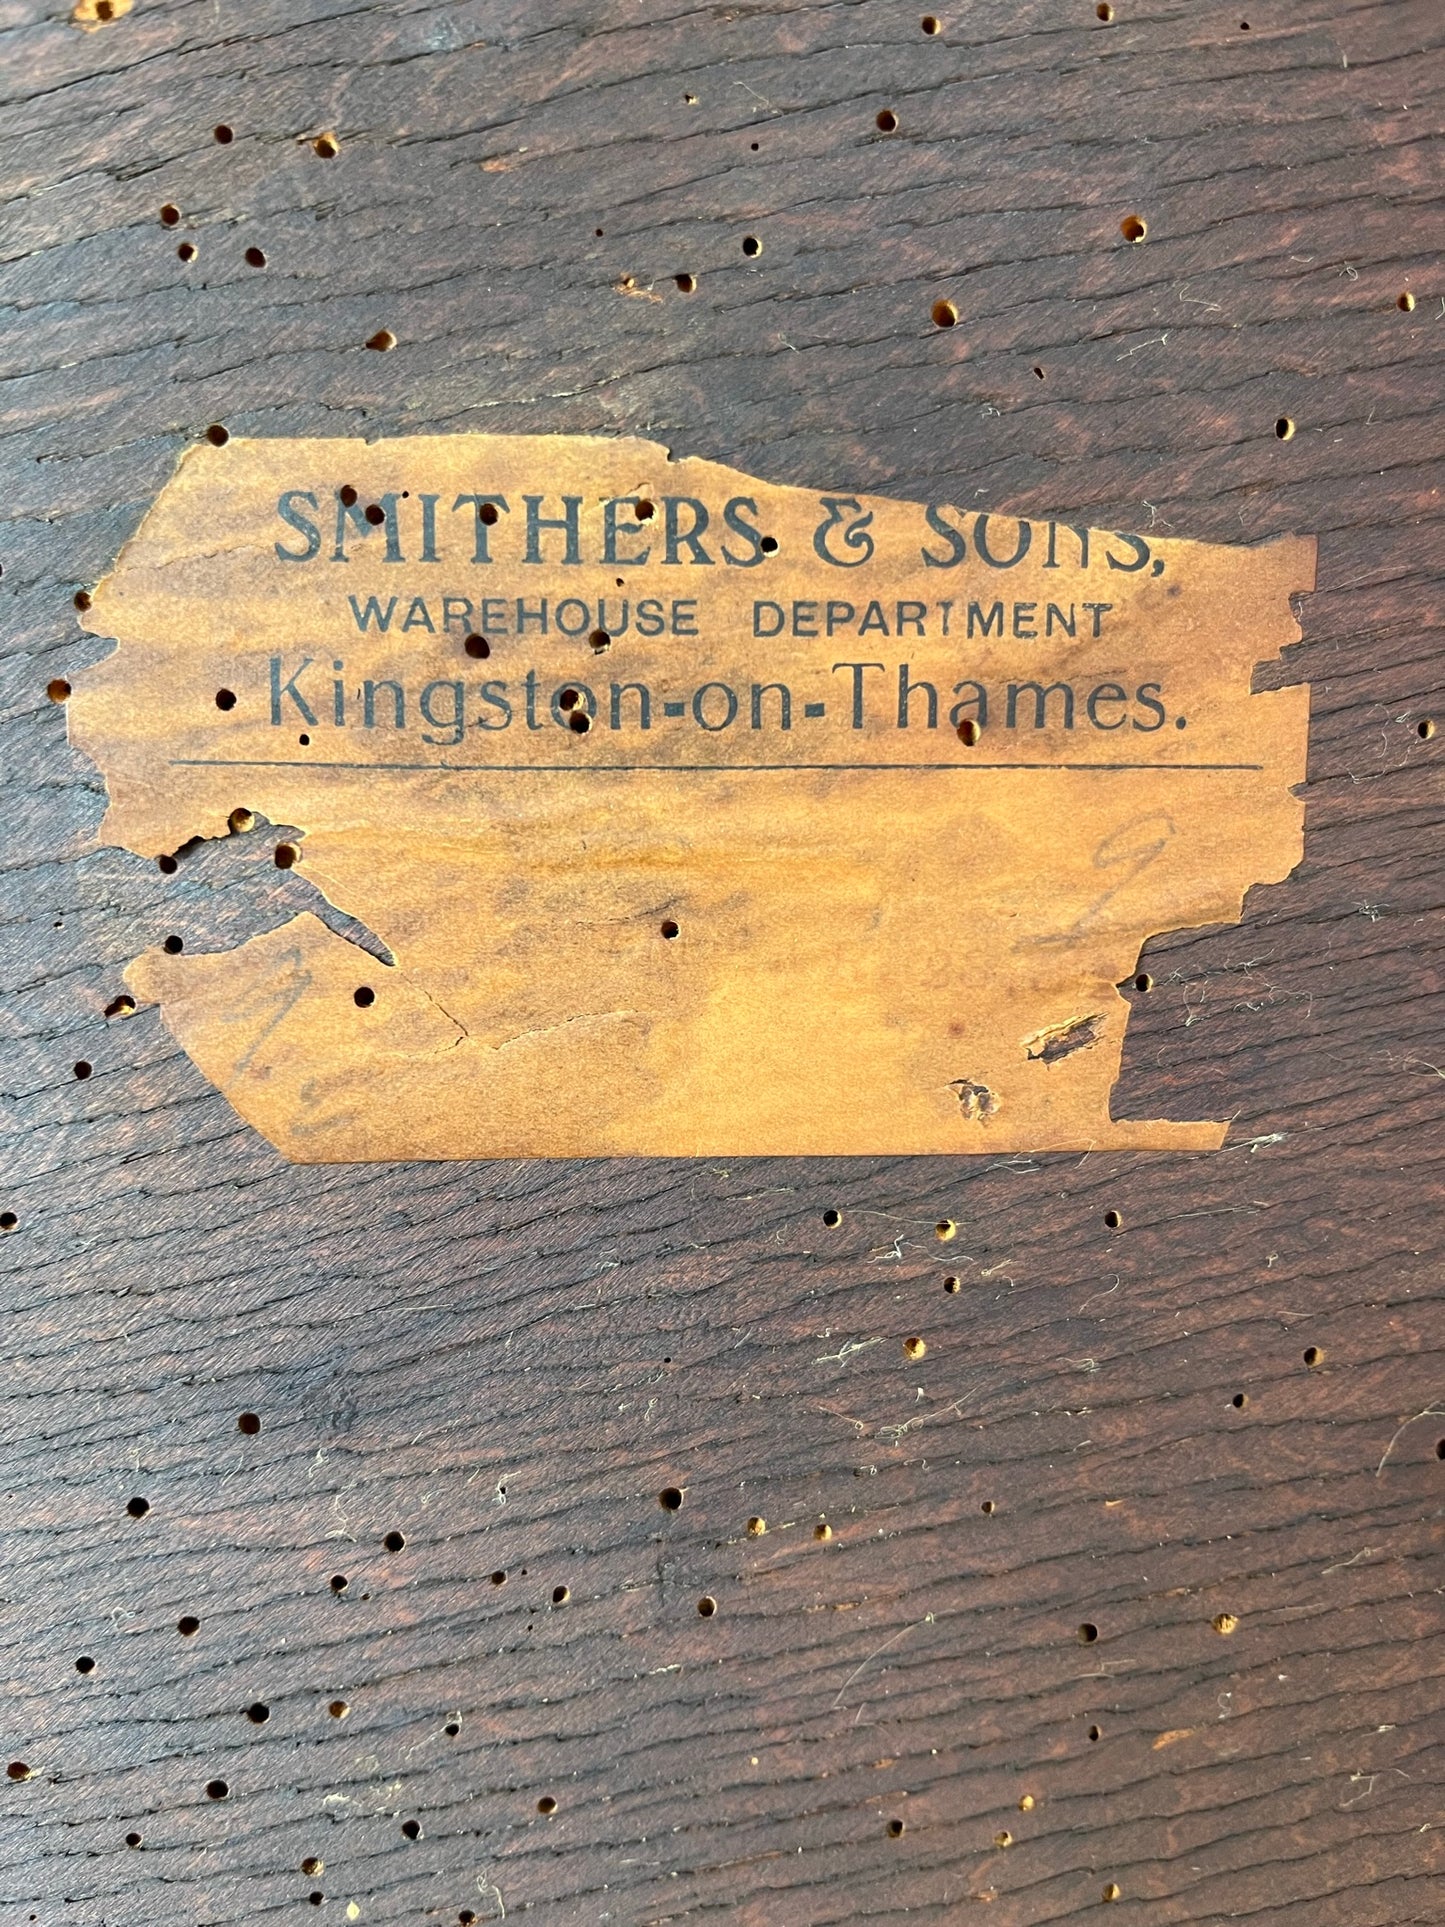 SMITHERS & SONS,
WAREHOUSE DEPARTMENT
Kingston-on-Thames.